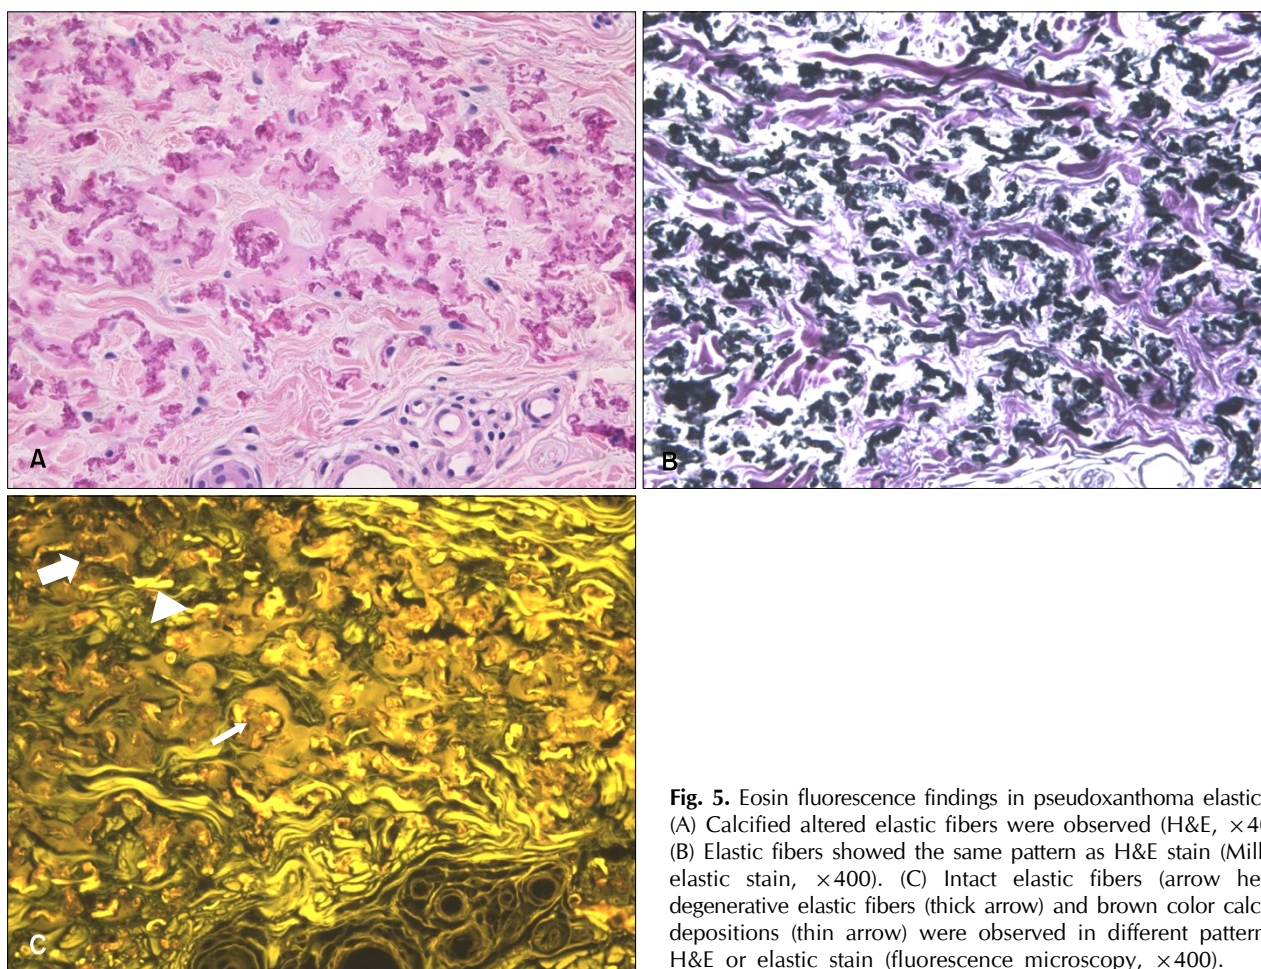 A
B
C
Fig. 5. Eosin fluorescence findings in pseudoxanthoma elastic
(A) Calcified altered elastic fibers were observed (H&E, ×4
(B) Elastic fibers showed the same pattern as H&E stain (Mill
elastic stain, ×400). (C) Intact elastic fibers (arrow he
degenerative elastic fibers (thick arrow) and brown color calc
depositions (thin arrow) were observed in different pattern
H&E or elastic stain (fluorescence microscopy, ×400).